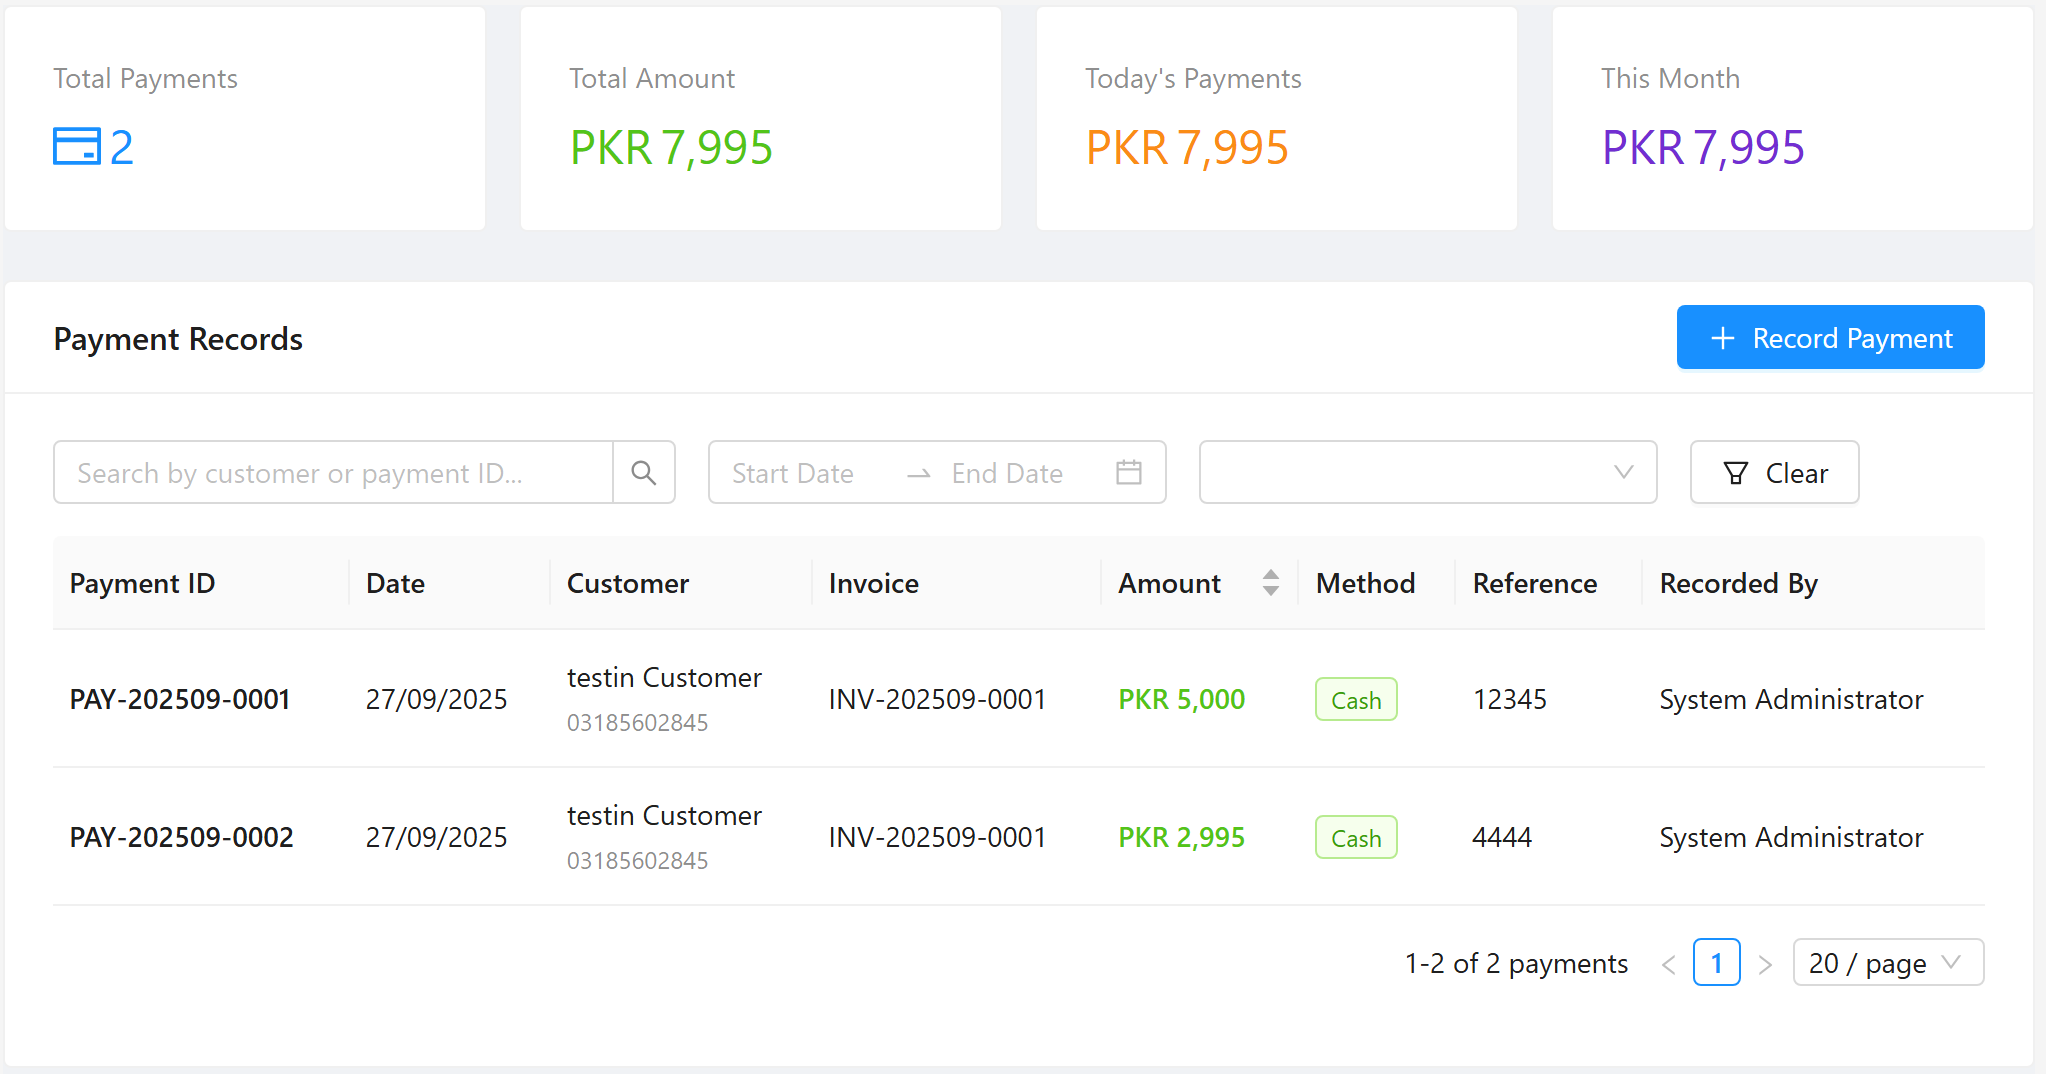 Total Payments
2
Total Amount
PKR 7,995
Today's Payments
PKR 7,995
This Month
PKR 7,995
Payment Records
Record Payment
Search by customer or payment ID...
Start Date
End Date
Clear
Payment ID Date Customer Invoice Amount Method Reference Recorded By
PAY-202509-0001 27/09/2025 testin Customer INV-202509-0001 PKR 5,000 Cash 12345 System Administrator
03185602845
PAY-202509-0002 27/09/2025 testin Customer INV-202509-0001 PKR 2,995 Cash 4444 System Administrator
03185602845
1-2 of 2 payments < 1 > 20 / page